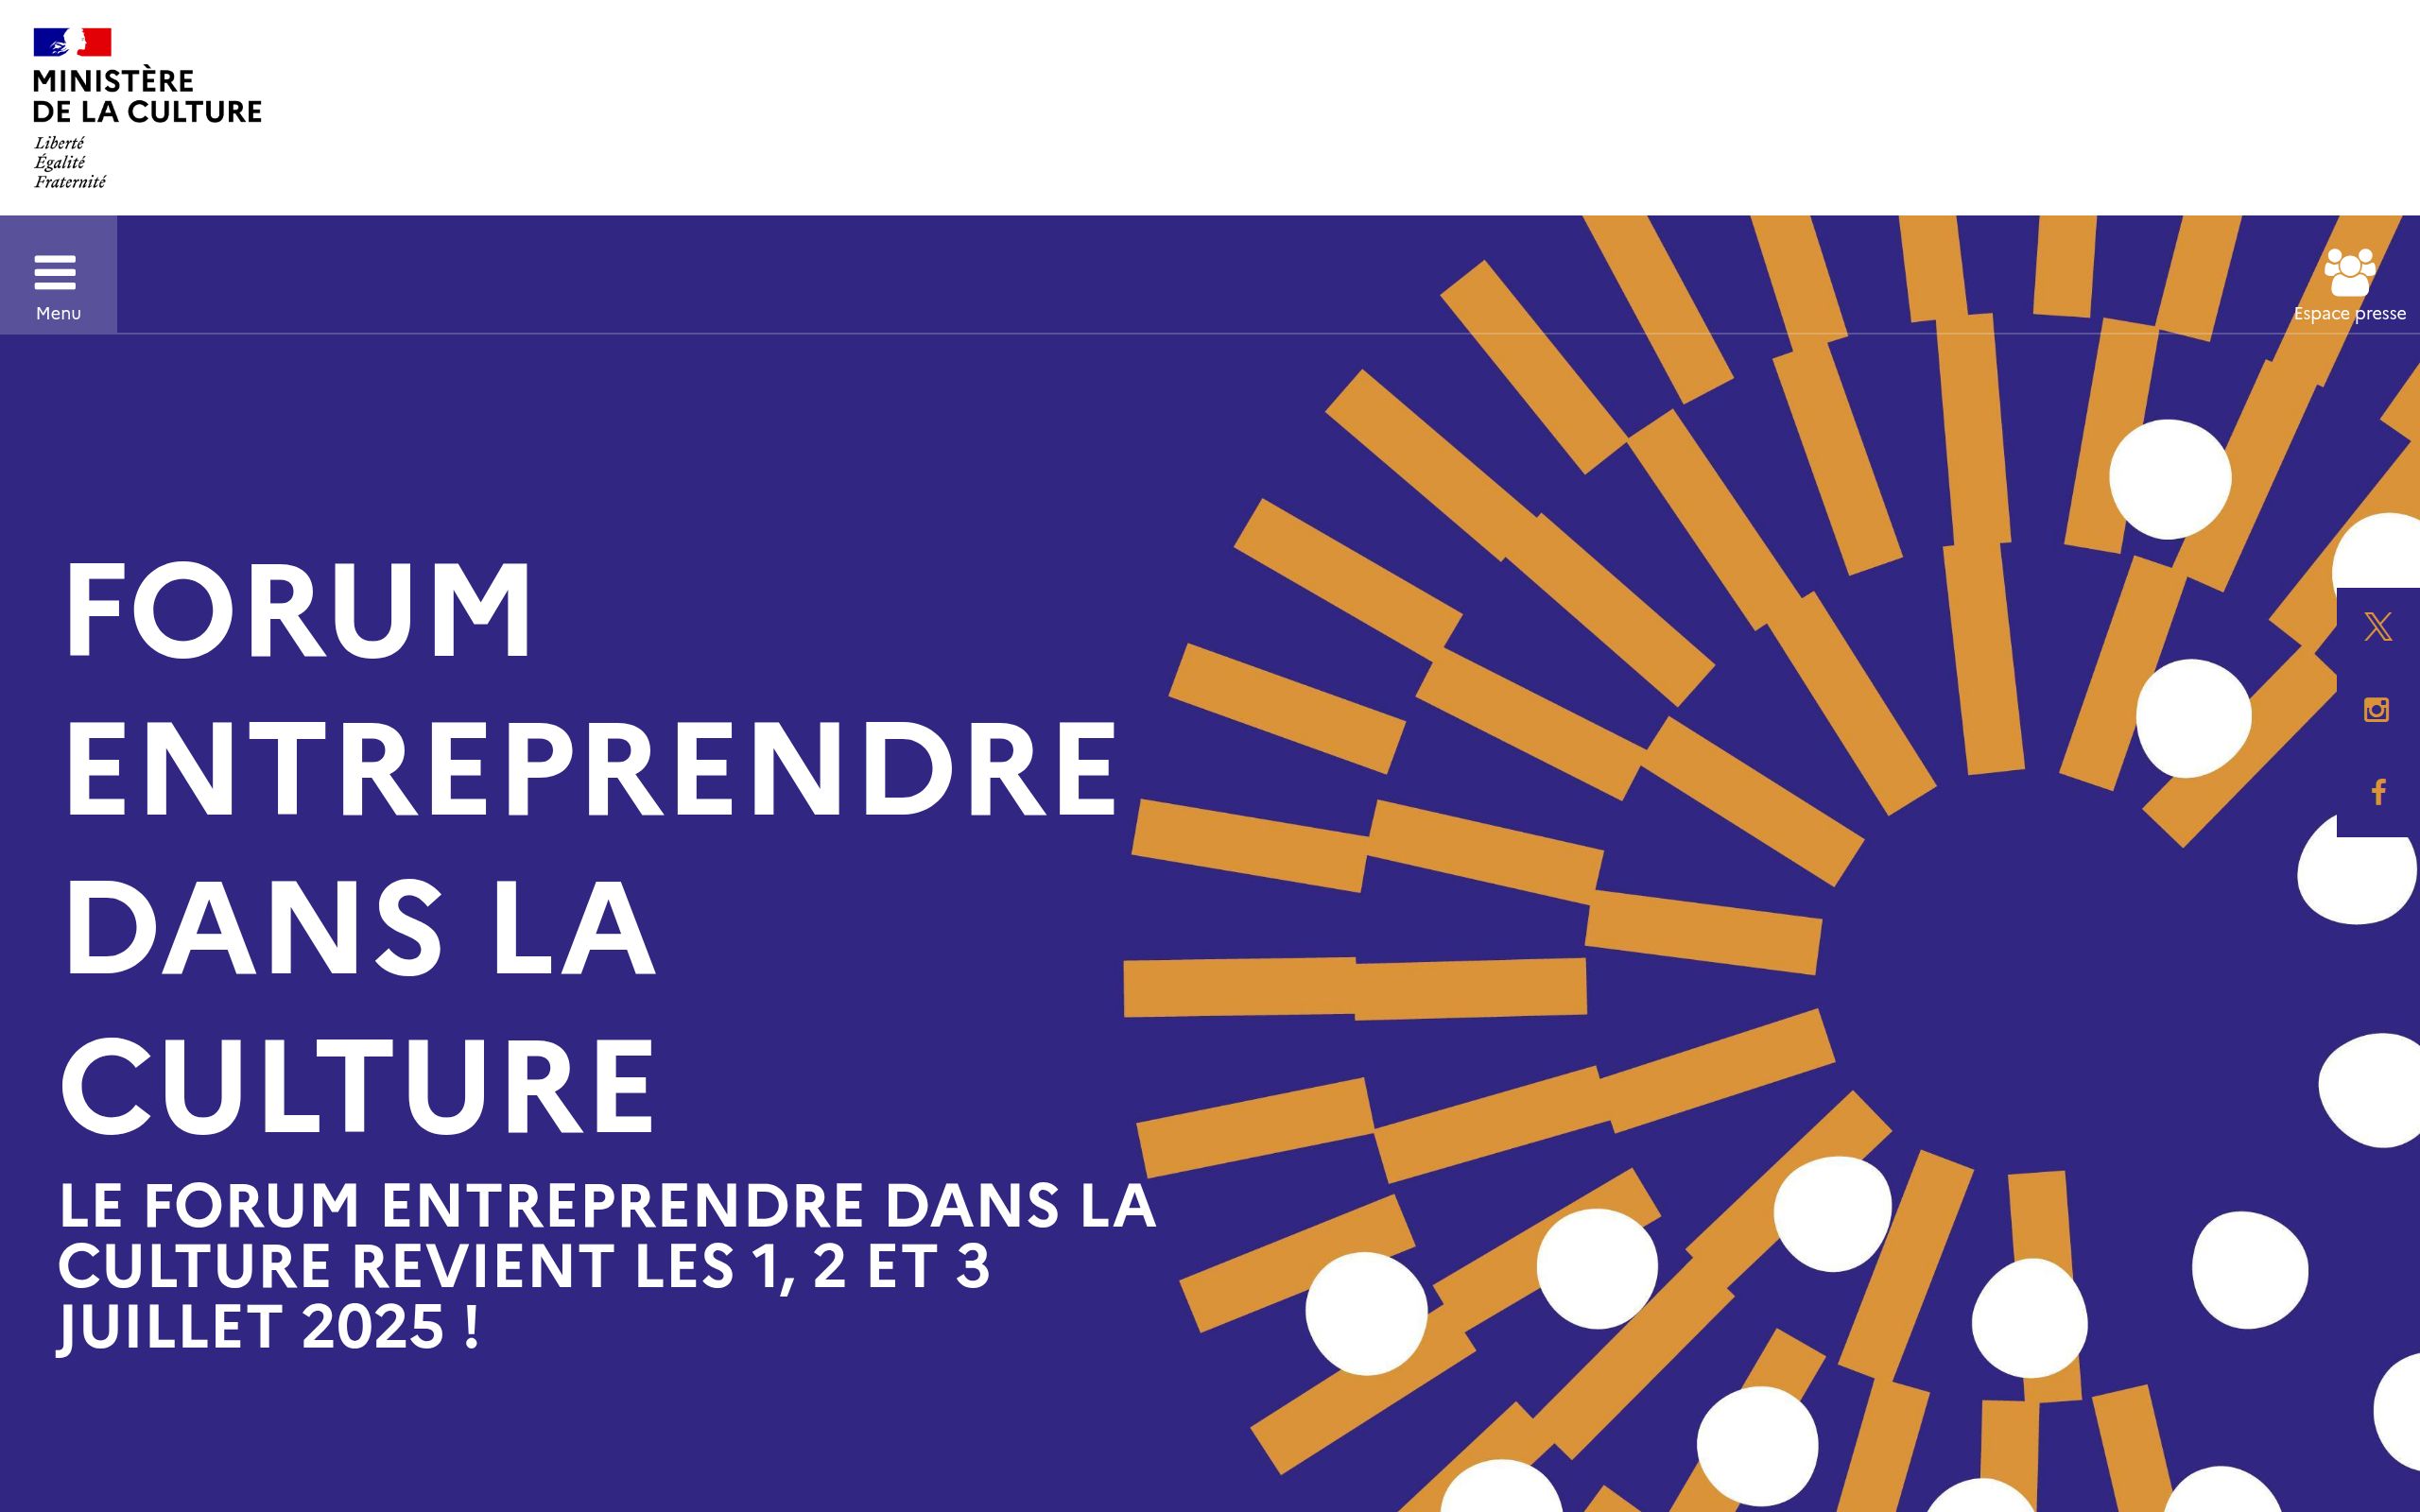 MINISTÈRE
DE LA CULTURE
Liberté
Égalité
Fraternité
Menu
Espace presse
FORUM
ENTREPRENDRE
DANS LA
CULTURE
LE FORUM ENTREPRENDRE DANS LA
CULTURE REVIENT LES 1, 2 ET 3
JUILLET 2025 !